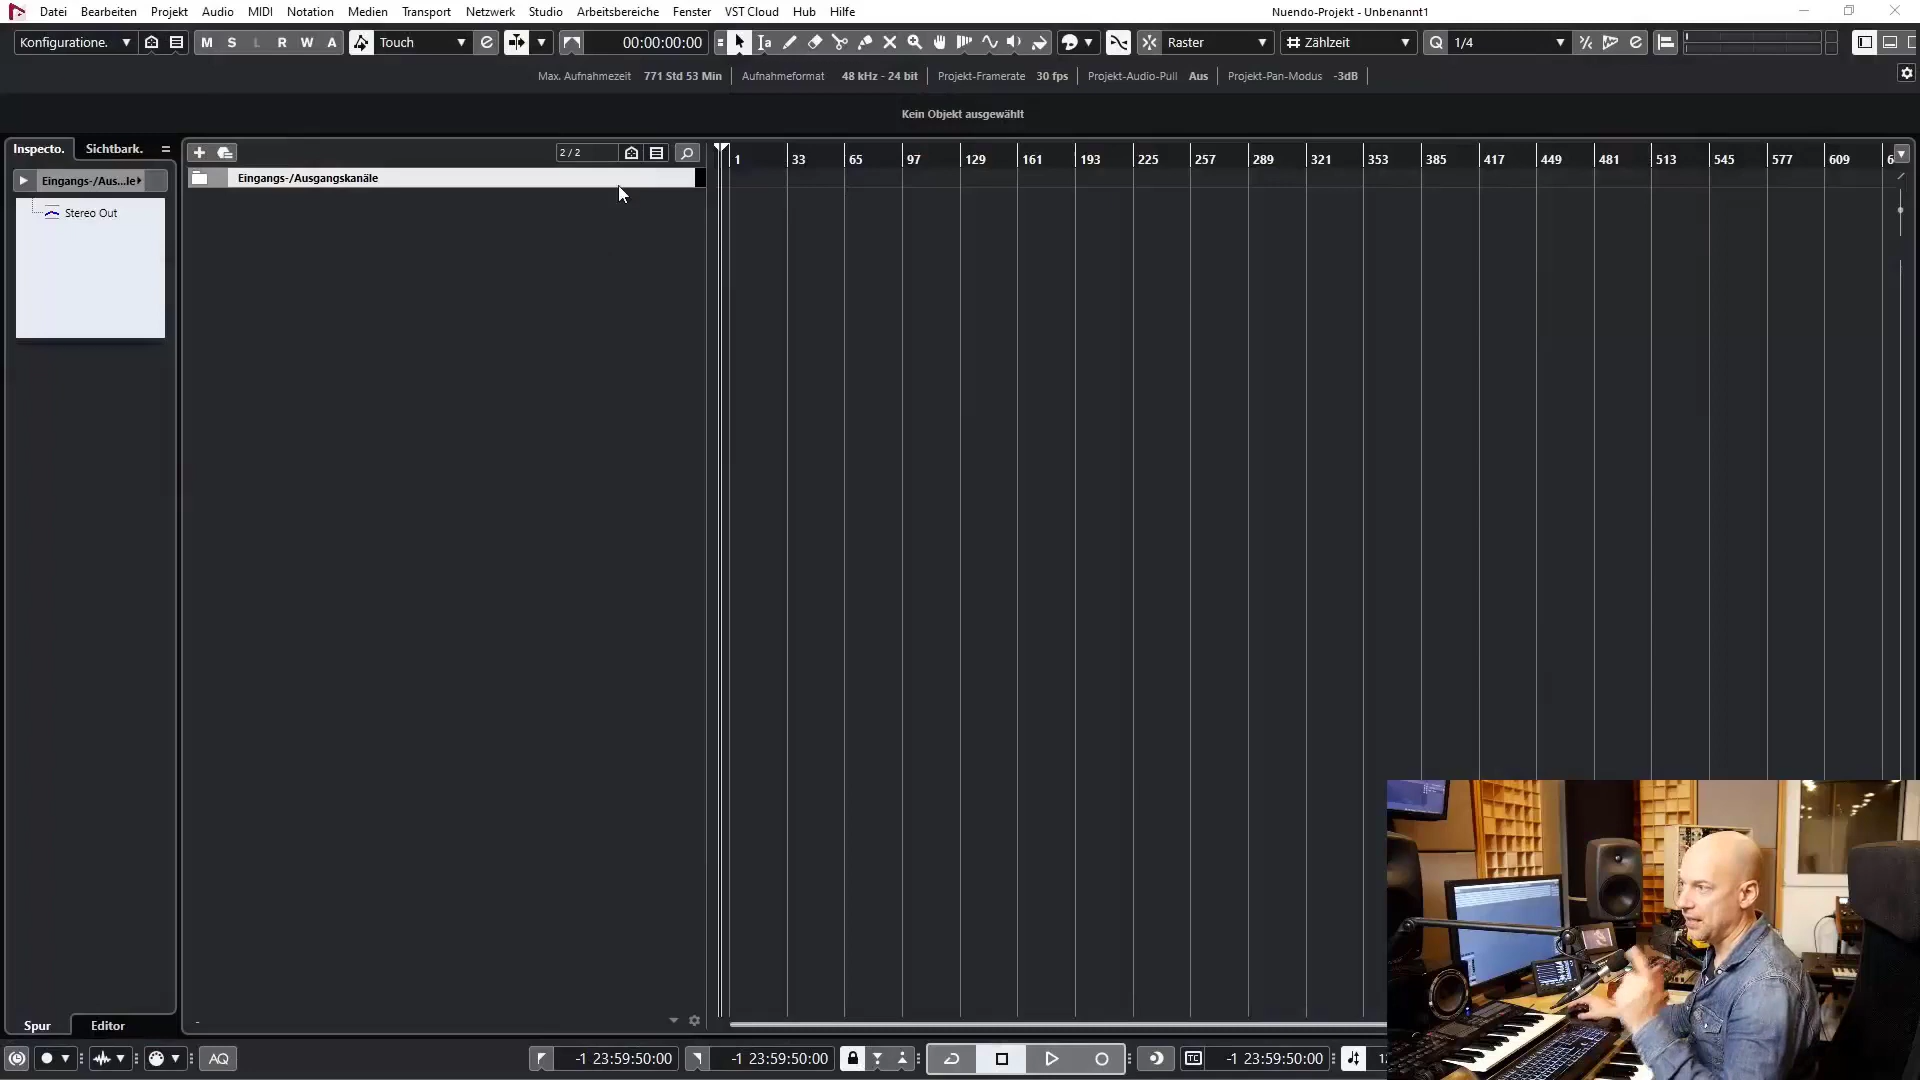 Datei Bearbeiten Projekt Audio MIDI Notation Medien Transport Netzwerk Studio Arbeitsbereiche Fenster VST Cloud Hub Hilfe Nuendo-Projekt - Unbenannt1
Konfiguratione. M S L R W A Touch 00:00:00:00 Raster Zählzeit Q 1/4
Max. Aufnahmezeit 771 Std 53 Min Aufnahmeformat 48 kHz - 24 bit Projekt-Framerate 30 fps Projekt-Audio-Pull Aus Projekt-Pan-Modus -3dB
Kein Objekt ausgewählt
Inspecto. Sichtbark. 2 / 2 1 33 65 97 129 161 193 225 257 289 321 353 385 417 449 481 513 545 577 609 6
Eingangs-/Aus...le Eingangs-/Ausgangskanäle
Stereo Out
Spur Editor
AQ -1 23:59:50:00 -1 23:59:50:00 TC -1 23:59:50:00 12